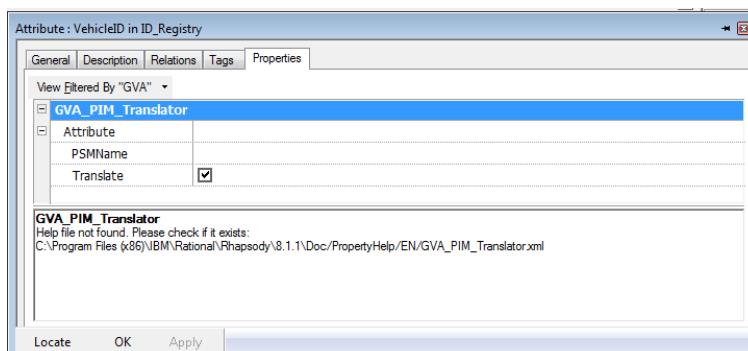 Attribute : VehicleID in ID_Registry
General Description Relations Tags Properties
View Filtered By "GVA"
GVA_PIM_Translator
Attribute
PSMName
Translate
GVA_PIM_Translator
Help file not found. Please check if it exists:
C:\Program Files (x86)\IBM\Rational\Rhapsody\8.1.1\Doc/PropertyHelp/EN/GVA_PIM_Translator.xml
Locate OK Apply